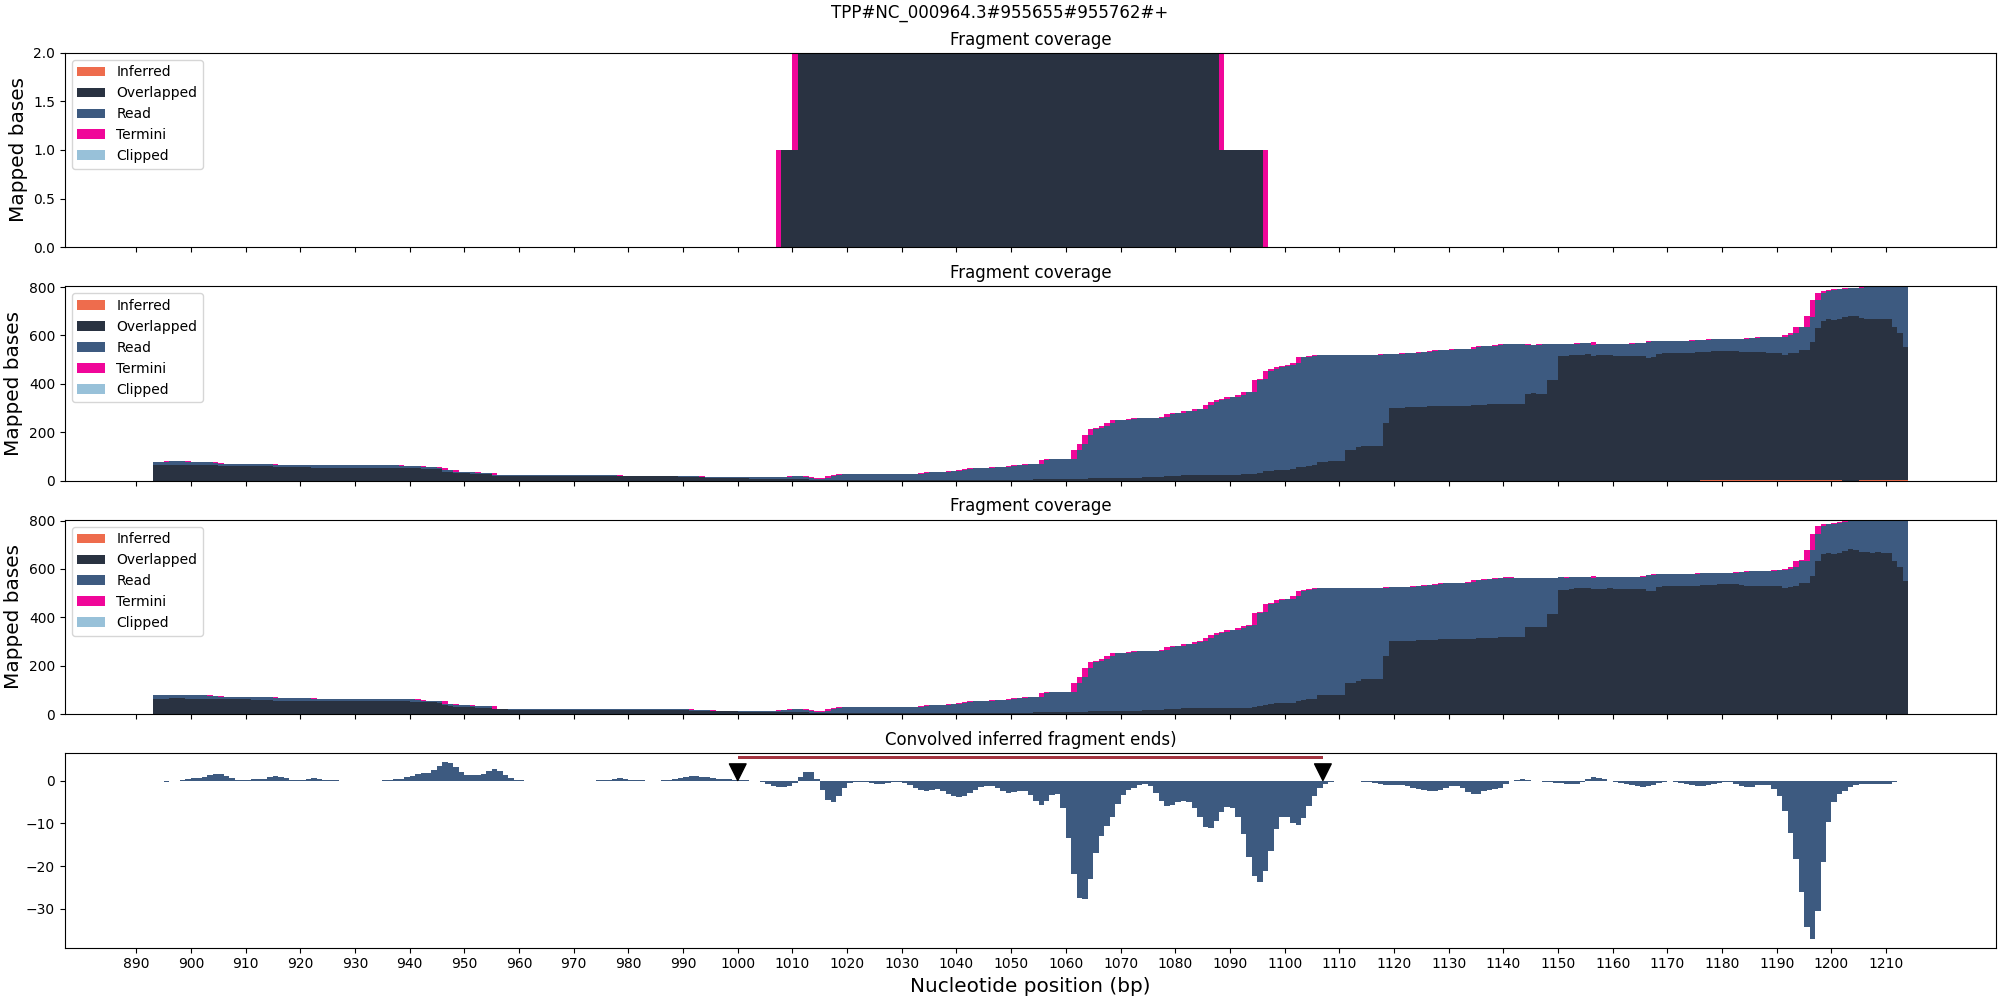 TPP#NC_000964.3#955655#955762#+
Fragment coverage
Mapped bases
2.0
1.5
1.0
0.5
0.0
Inferred
Overlapped
Read
Termini
Clipped
Fragment coverage
Mapped bases
800
600
400
200
0
Inferred
Overlapped
Read
Termini
Clipped
Fragment coverage
Mapped bases
800
600
400
200
0
Inferred
Overlapped
Read
Termini
Clipped
Convolved inferred fragment ends)
0
−10
−20
−30
890 900 910 920 930 940 950 960 970 980 990 1000 1010 1020 1030 1040 1050 1060 1070 1080 1090 1100 1110 1120 1130 1140 1150 1160 1170 1180 1190 1200 1210
Nucleotide position (bp)